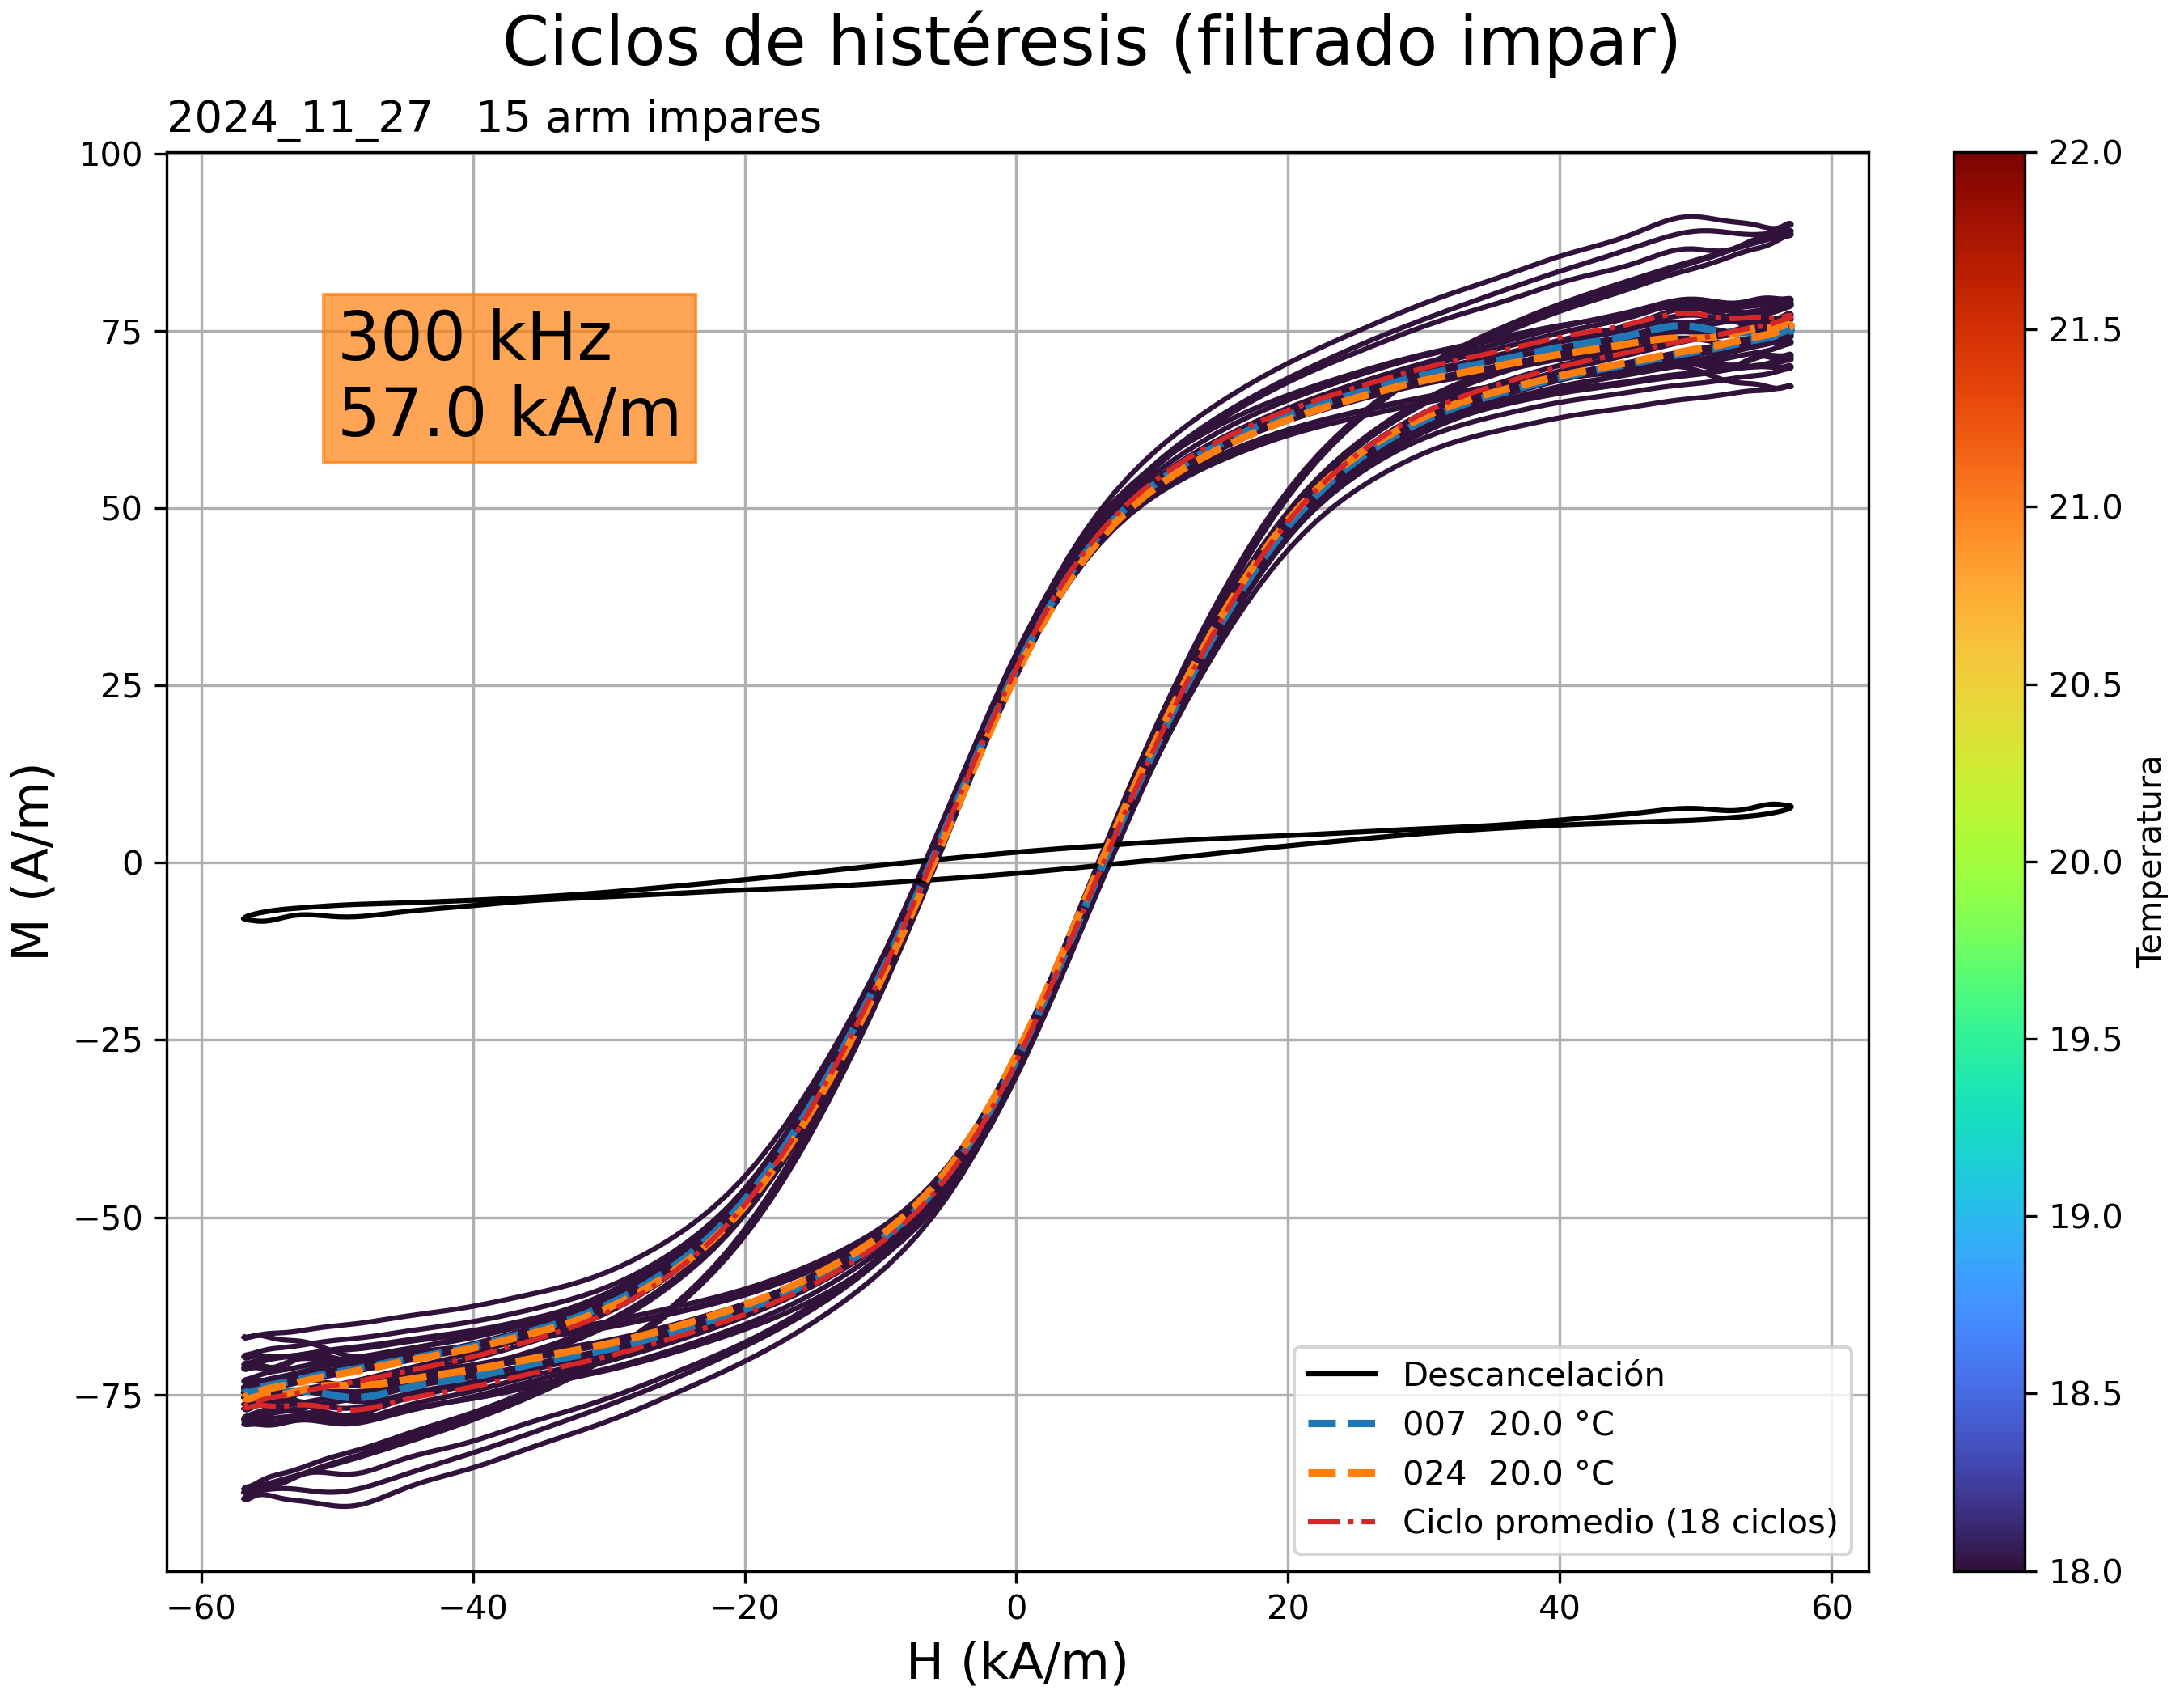 Ciclos de histéresis (filtrado impar)
2024_11_27   15 arm impares
100
75
50
25
0
−25
−50
−75
M (A/m)
300 kHz
57.0 kA/m
−60
−40
−20
0
20
40
60
H (kA/m)
Descancelación
007  20.0 °C
024  20.0 °C
Ciclo promedio (18 ciclos)
22.0
21.5
21.0
20.5
20.0
19.5
19.0
18.5
18.0
Temperatura